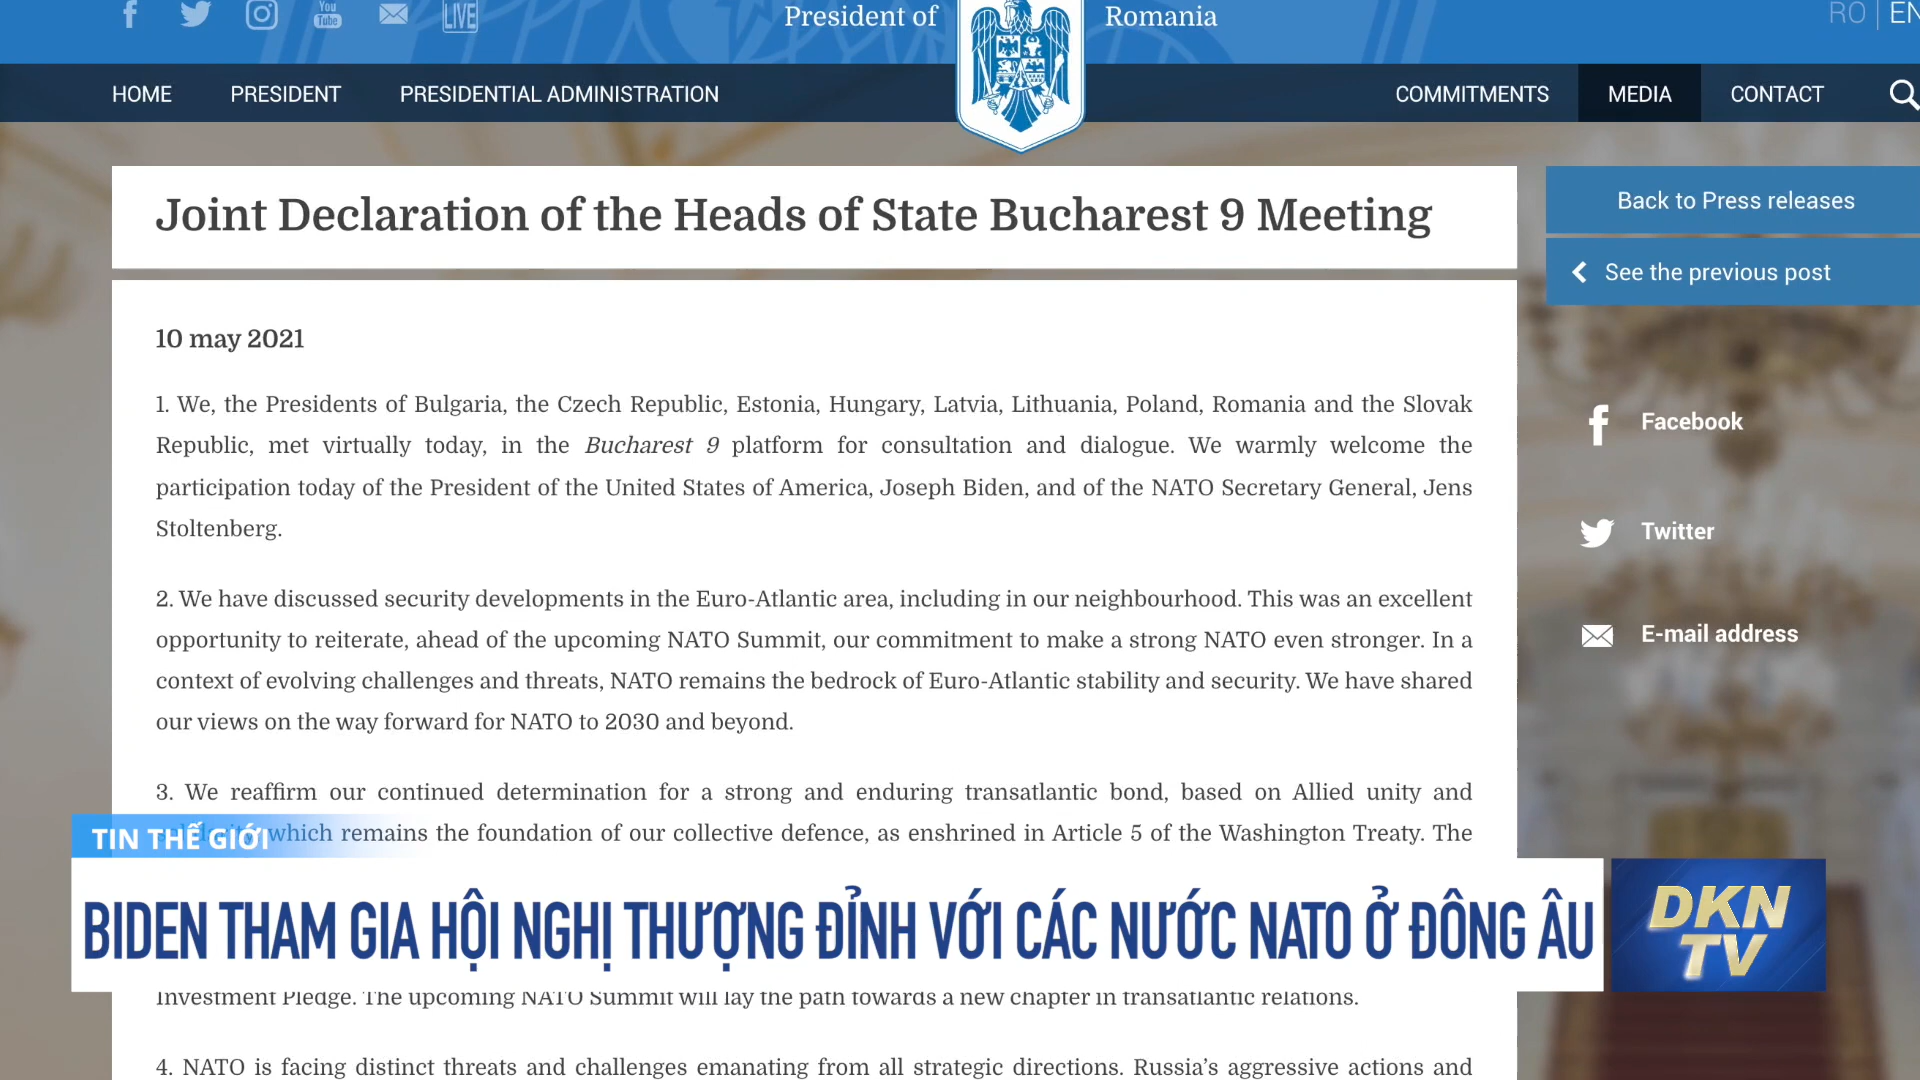 You
Tube
LIVE
President of
Romania
RO | EN
HOME
PRESIDENT
PRESIDENTIAL ADMINISTRATION
COMMITMENTS
MEDIA
CONTACT
Joint Declaration of the Heads of State Bucharest 9 Meeting
Back to Press releases
See the previous post
10 may 2021
1. We, the Presidents of Bulgaria, the Czech Republic, Estonia, Hungary, Latvia, Lithuania, Poland, Romania and the Slovak
Republic, met virtually today, in the Bucharest 9 platform for consultation and dialogue. We warmly welcome the
participation today of the President of the United States of America, Joseph Biden, and of the NATO Secretary General, Jens
Stoltenberg.
Facebook
Twitter
E-mail address
2. We have discussed security developments in the Euro-Atlantic area, including in our neighbourhood. This was an excellent
opportunity to reiterate, ahead of the upcoming NATO Summit, our commitment to make a strong NATO even stronger. In a
context of evolving challenges and threats, NATO remains the bedrock of Euro-Atlantic stability and security. We have shared
our views on the way forward for NATO to 2030 and beyond.
3. We reaffirm our continued determination for a strong and enduring transatlantic bond, based on Allied unity and
which remains the foundation of our collective defence, as enshrined in Article 5 of the Washington Treaty. The
TIN THẾ GIỚI
BIDEN THAM GIA HỘI NGHỊ THƯỢNG ĐỈNH VỚI CÁC NƯỚC NATO Ở ĐÔNG ÂU
DKN
TV
Investment Pledge. The upcoming NATO Summit will lay the path towards a new chapter in transatlantic relations.
4. NATO is facing distinct threats and challenges emanating from all strategic directions. Russia's aggressive actions and